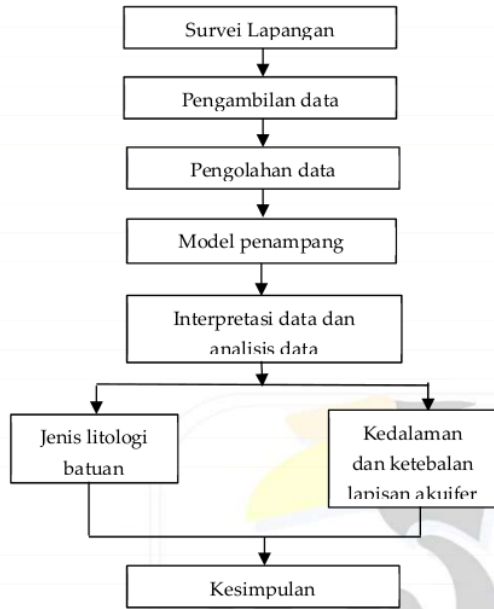 Survei Lapangan
Pengambilan data
Pengolahan data
Model penampang
Interpretasi data dan
analisis data
Jenis litologi
batuan
Kedalaman
dan ketebalan
lapisan akuifer
Kesimpulan